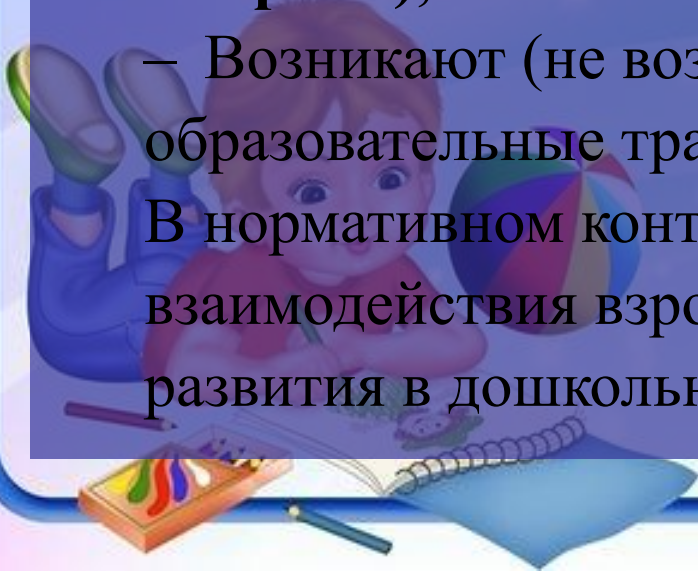 – Возникают (не воз
образовательные тра
В нормативном конт
взаимодействия взро
развития в дошкольн